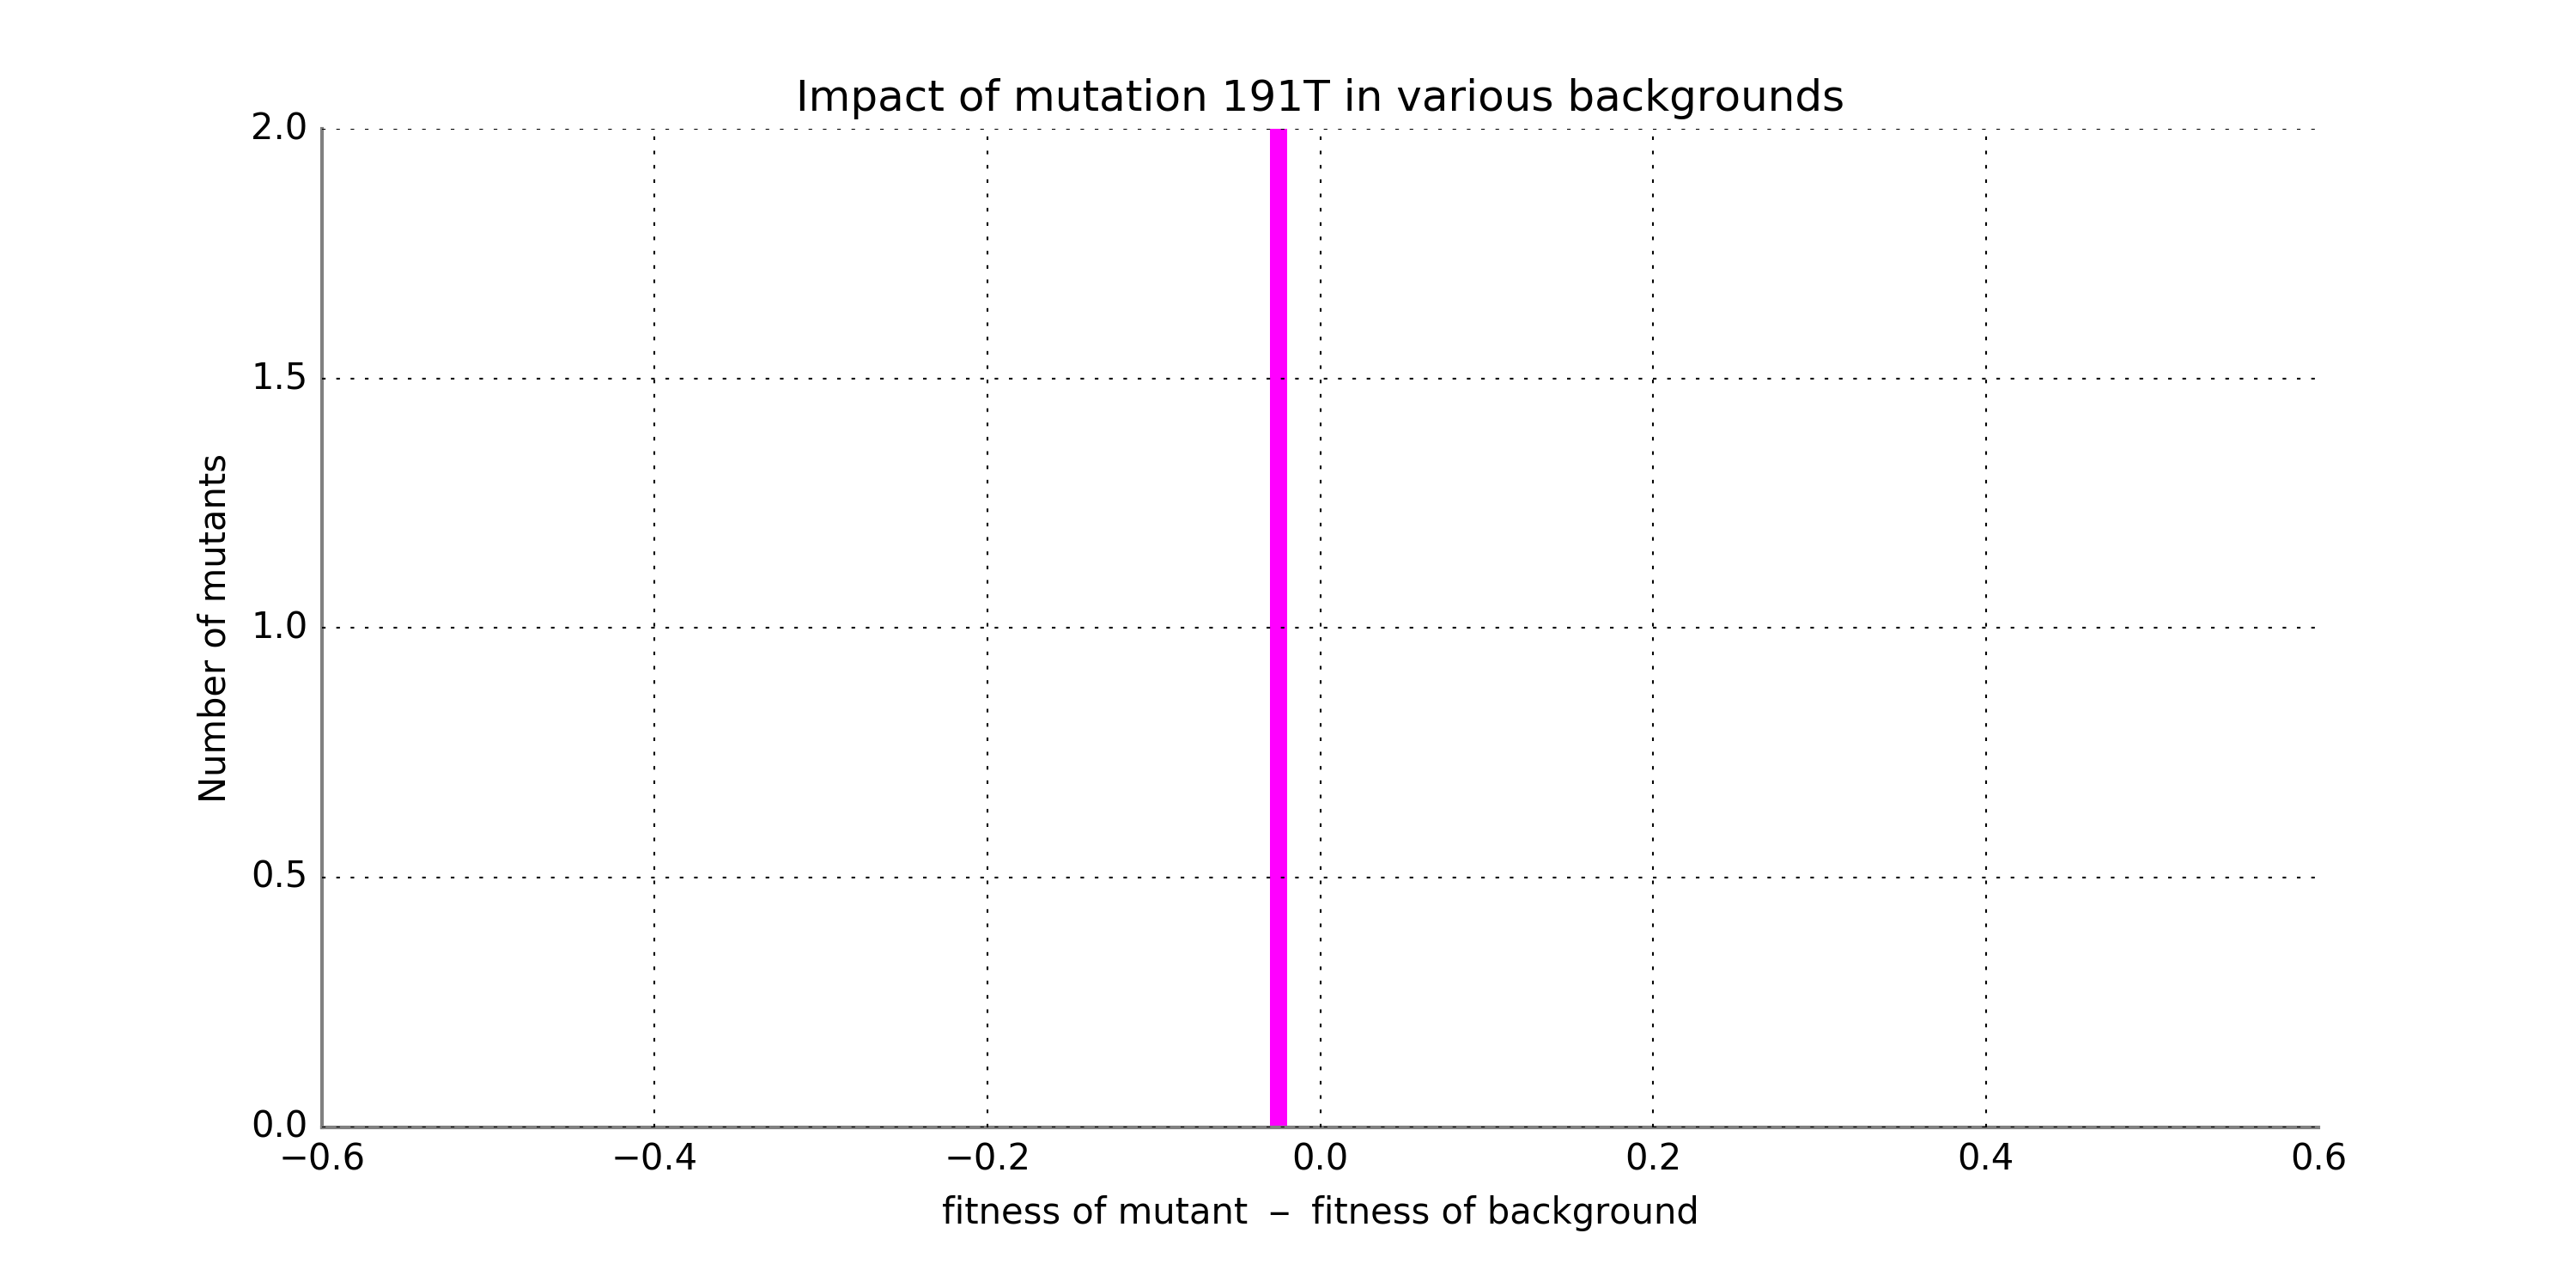 Impact of mutation 191T in various backgrounds
2.0
1.5
1.0
0.5
0.0
Number of mutants
−0.6 −0.4 −0.2 0.0 0.2 0.4 0.6
fitness of mutant − fitness of background